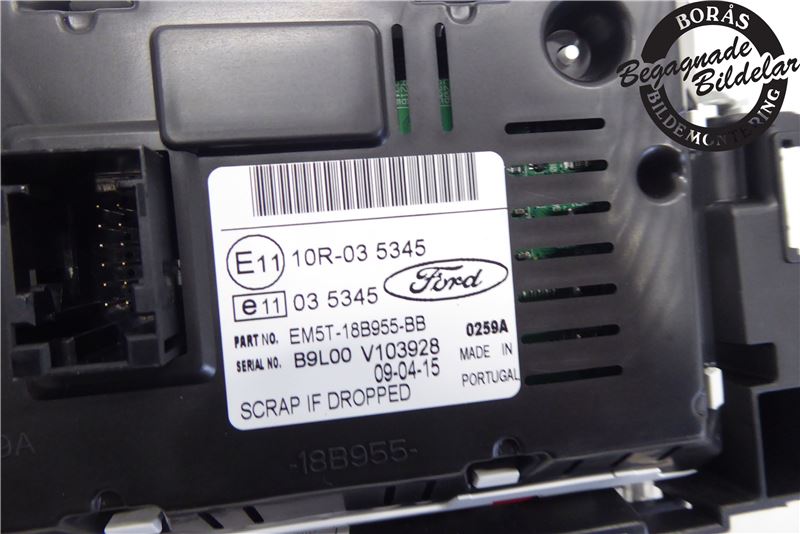 BORÅS
Begagnade
Bildelar
BILDEMONTERING
E11 10R-03 5345
e11 03 5345 Ford
PART NO. EM5T-18B955-BB 0259A
SERIAL NO. B9L00 V103928 MADE IN
09-04-15 PORTUGAL
SCRAP IF DROPPED
-18B955-
9A